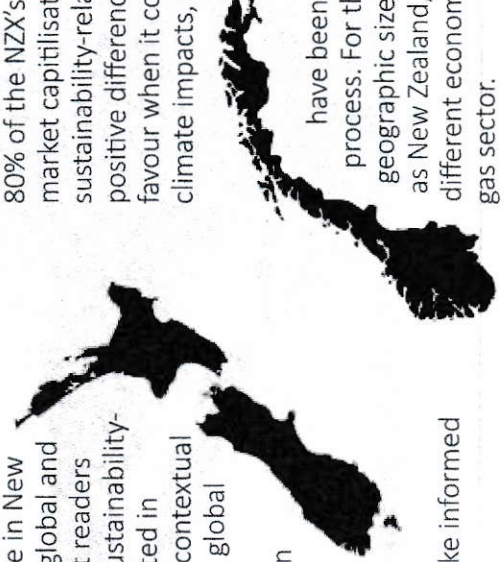 e in New
global and
t readers
ustainability-
ted in
contextual
global
n
ke informed
80% of the NZX's
market capitilisat
sustainability-rela
positive differenc
favour when it co
climate impacts,
have been
process. For th
geographic size
as New Zealand,
different econom
gas sector.